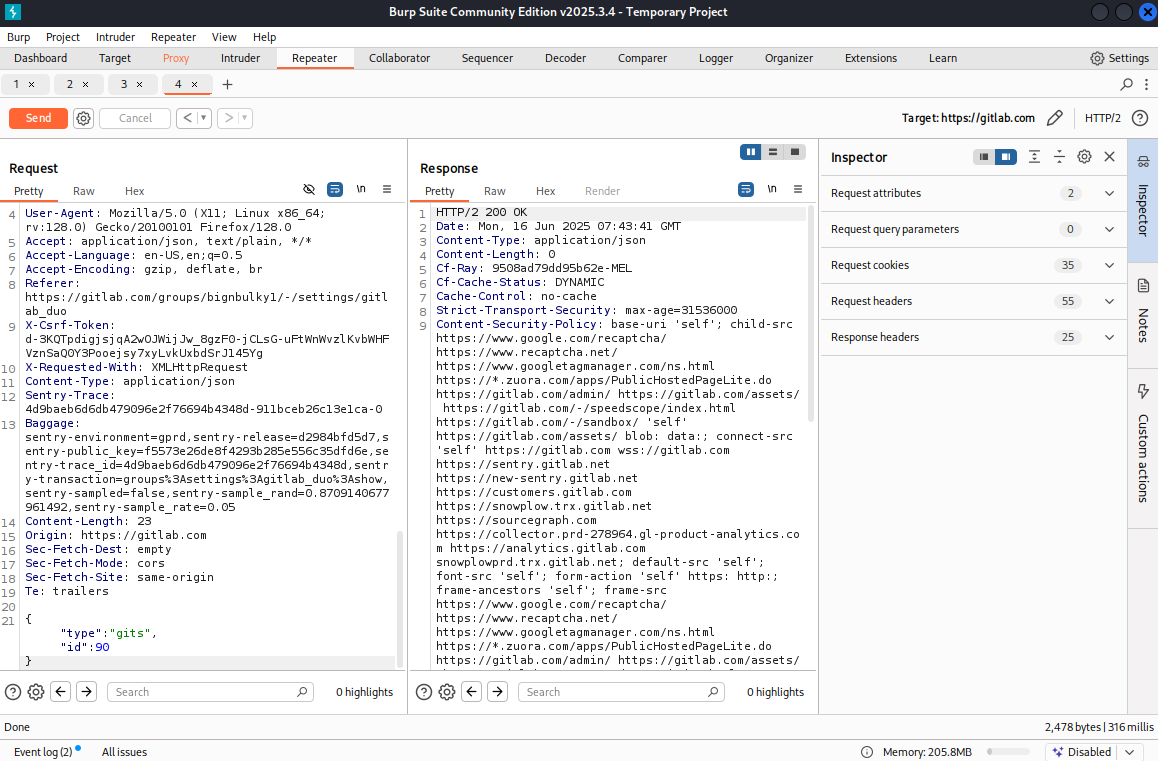 Burp Suite Community Edition v2025.3.4 - Temporary Project
Burp Project Intruder Repeater View Help
Dashboard Target Proxy Intruder Repeater Collaborator Sequencer Decoder Comparer Logger Organizer Extensions Learn Settings
1 × 2 × 3 × 4 × +
Send Cancel < > Target: https://gitlab.com HTTP/2
Request
Pretty Raw Hex \n
4 User-Agent: Mozilla/5.0 (X11; Linux x86_64;
rv:128.0) Gecko/20100101 Firefox/128.0
5 Accept: application/json, text/plain, */*
6 Accept-Language: en-US,en;q=0.5
7 Accept-Encoding: gzip, deflate, br
8 Referer:
https://gitlab.com/groups/bignbulky1/-/settings/gitl
ab_duo
9 X-Csrf-Token:
10 X-Requested-With: XMLHttpRequest
11 Content-Type: application/json
12 Sentry-Trace:
4d9baeb6d6db479096e2f76694b4348d-911bceb26c13e1ca-0
13 Baggage:
sentry-environment=gprd,sentry-release=d2984bfd5d7,s
entry-public_key=f5573e26de8f4293b285e556c35dfd6e,se
ntry-trace_id=4d9baeb6d6db479096e2f76694b4348d,sentr
y-transaction=groups%3Asettings%3Agitlab_duo%3Ashow,
sentry-sampled=false,sentry-sample_rand=0.8709140677
961492,sentry-sample_rate=0.05
14 Content-Length: 23
15 Origin: https://gitlab.com
16 Sec-Fetch-Dest: empty
17 Sec-Fetch-Mode: cors
18 Sec-Fetch-Site: same-origin
19 Te: trailers
20
21 {
"type":"gits",
"id":90
}
Search 0 highlights
Response
Pretty Raw Hex Render \n
1 HTTP/2 200 OK
2 Date: Mon, 16 Jun 2025 07:43:41 GMT
3 Content-Type: application/json
4 Content-Length: 0
5 Cf-Ray: 9508ad79dd95b62e-MEL
6 Cf-Cache-Status: DYNAMIC
7 Cache-Control: no-cache
8 Strict-Transport-Security: max-age=31536000
9 Content-Security-Policy: base-uri 'self'; child-src
https://www.google.com/recaptcha/
https://www.recaptcha.net/
https://www.googletagmanager.com/ns.html
https://*.zuora.com/apps/PublicHostedPageLite.do
https://gitlab.com/admin/ https://gitlab.com/assets/
https://gitlab.com/-/speedscope/index.html
https://gitlab.com/-/sandbox/ 'self'
https://gitlab.com/assets/ blob: data:; connect-src
'self' https://gitlab.com wss://gitlab.com
https://sentry.gitlab.net
https://new-sentry.gitlab.net
https://customers.gitlab.com
https://snowplow.trx.gitlab.net
https://sourcegraph.com
https://collector.prd-278964.gl-product-analytics.co
m https://analytics.gitlab.com
snowplowprd.trx.gitlab.net; default-src 'self';
font-src 'self'; form-action 'self' https: http:;
frame-ancestors 'self'; frame-src
https://www.google.com/recaptcha/
https://www.recaptcha.net/
https://www.googletagmanager.com/ns.html
https://*.zuora.com/apps/PublicHostedPageLite.do
https://gitlab.com/admin/ https://gitlab.com/assets/
Search 0 highlights
Inspector
Request attributes 2
Request query parameters 0
Request cookies 35
Request headers 55
Response headers 25
Inspector
Notes
Custom actions
Done 2,478 bytes | 316 millis
Event log (2) All issues Memory: 205.8MB Disabled